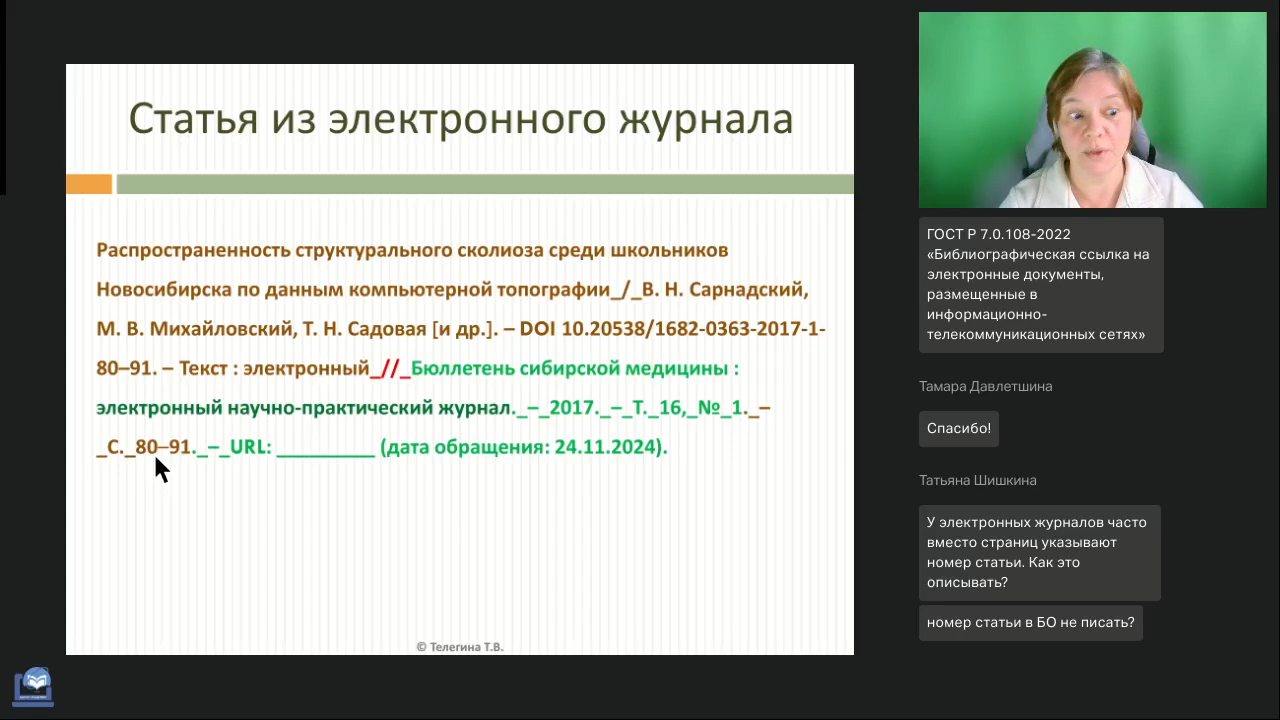 Статья из электронного журнала
Распространенность структурального сколиоза среди школьников
Новосибирска по данным компьютерной топографии_/_В. Н. Сарнадский,
М. В. Михайловский, Т. Н. Садовая [и др.]. – DOI 10.20538/1682-0363-2017-1-
80–91. – Текст : электронный_//_Бюллетень сибирской медицины :
электронный научно-практический журнал._–_2017._–_Т._16,_№_1._–
_С._80–91._–_URL: _________ (дата обращения: 24.11.2024).
© Телегина Т.В.
ГОСТ Р 7.0.108-2022
«Библиографическая ссылка на
электронные документы,
размещенные в
информационно-
телекоммуникационных сетях»
Тамара Давлетшина
Спасибо!
Татьяна Шишкина
У электронных журналов часто
вместо страниц указывают
номер статьи. Как это
описывать?
номер статьи в БО не писать?